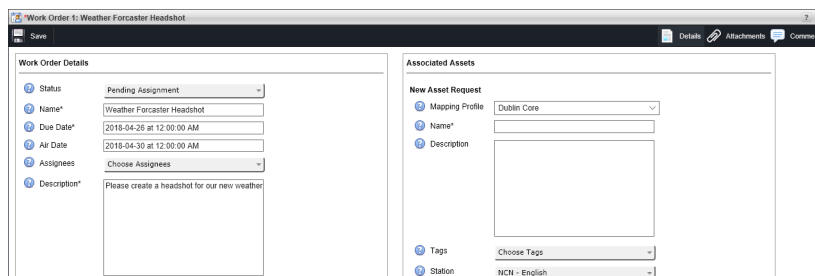 *Work Order 1: Weather Forcaster Headshot
?
Save
Details
Attachments
Comme
Work Order Details
? Status
Pending Assignment
? Name*
Weather Forcaster Headshot
? Due Date*
2018-04-26 at 12:00:00 AM
? Air Date
2018-04-30 at 12:00:00 AM
? Assignees
Choose Assignees
? Description*
Please create a headshot for our new weather
Associated Assets
New Asset Request
? Mapping Profile
Dublin Core
? Name*
? Description
? Tags
Choose Tags
? Station
NCN - English